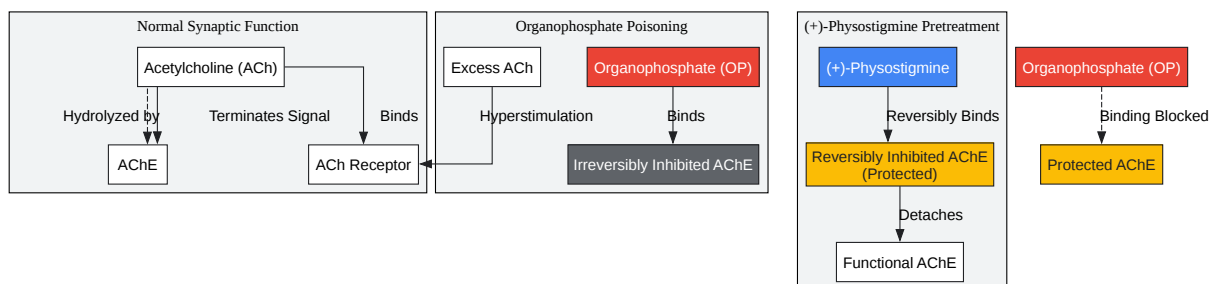 Normal Synaptic Function
Acetylcholine (ACh)
Hydrolyzed by
Terminates Signal
Binds
AChE
ACh Receptor
Organophosphate Poisoning
Excess ACh
Organophosphate (OP)
Hyperstimulation
Binds
Irreversibly Inhibited AChE
(+)-Physostigmine Pretreatment
(+)-Physostigmine
Reversibly Binds
Reversibly Inhibited AChE
(Protected)
Detaches
Functional AChE
Organophosphate (OP)
Binding Blocked
Protected AChE